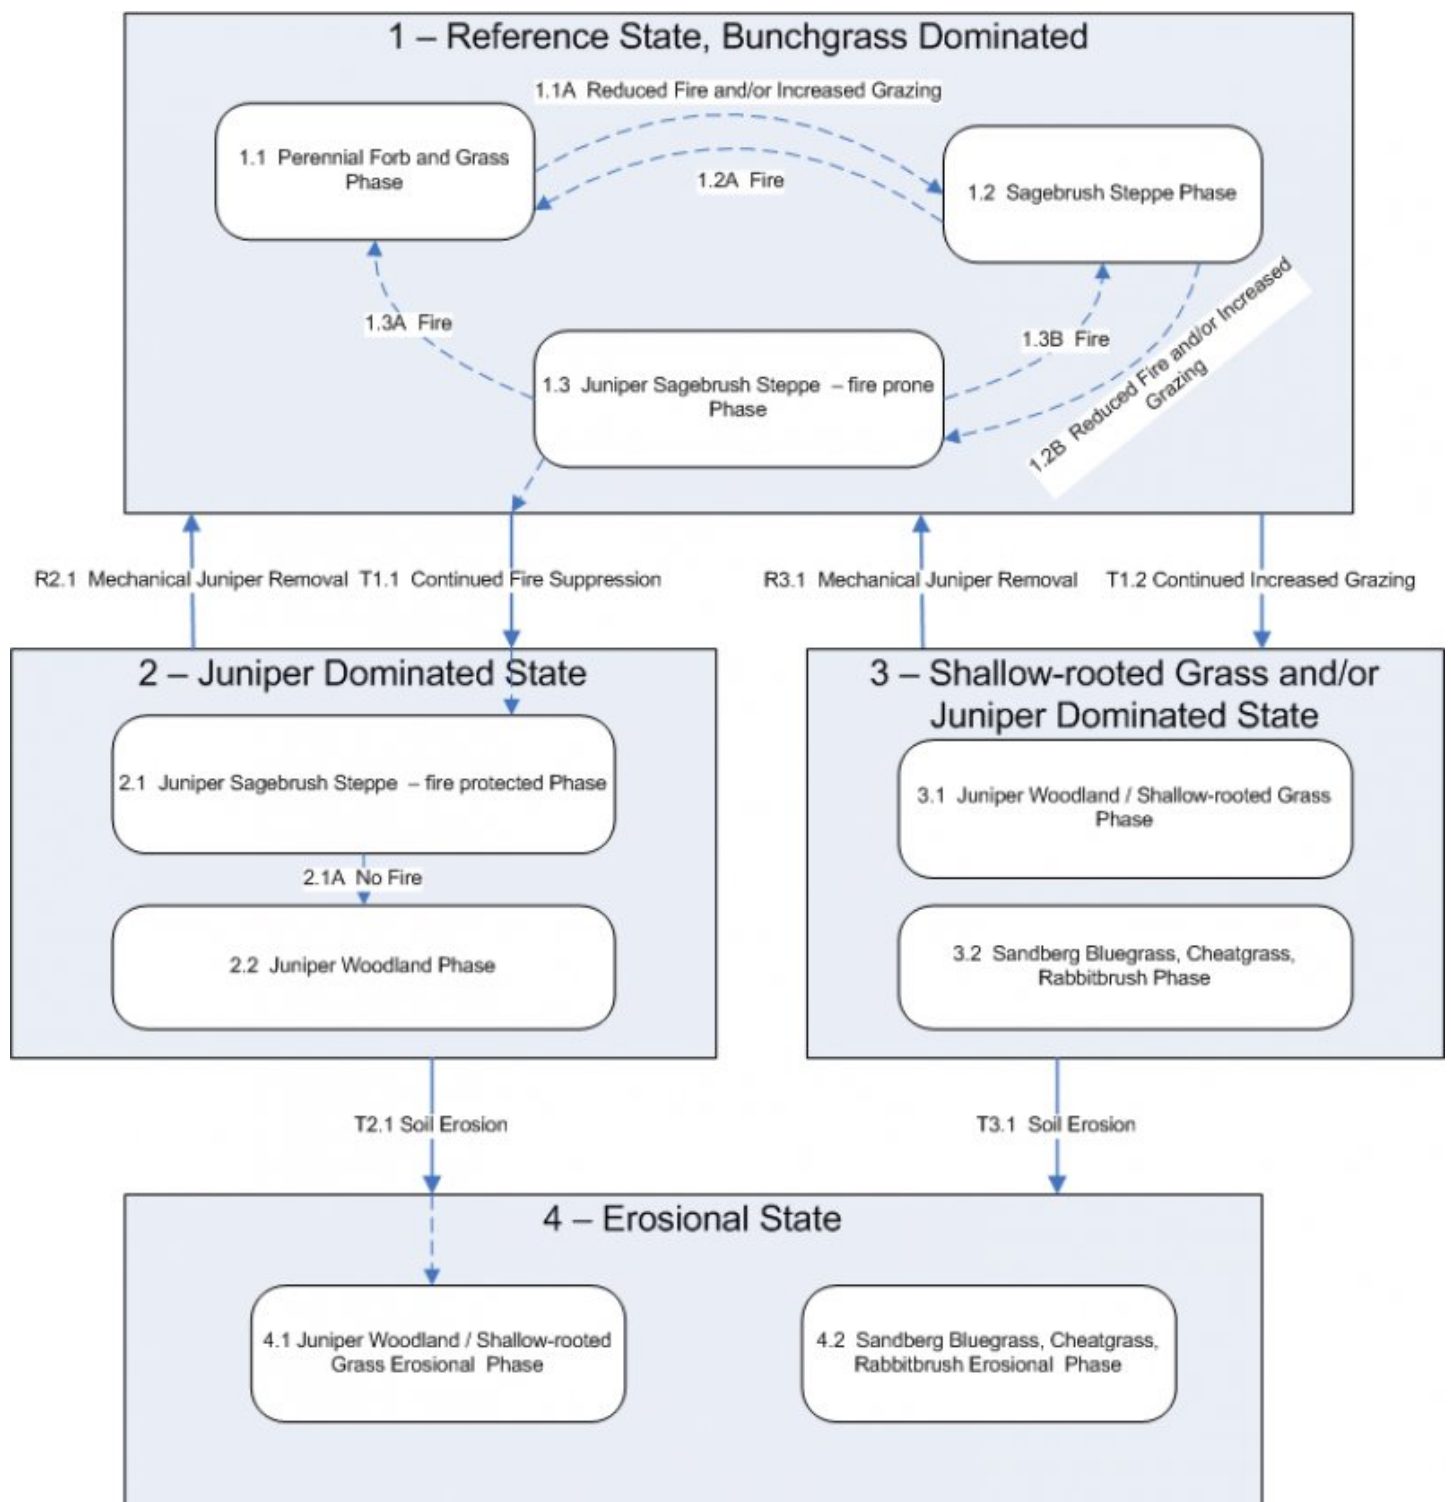 1 – Reference State, Bunchgrass Dominated
1.1A Reduced Fire and/or Increased Grazing
1.1 Perennial Forb and Grass
Phase
1.2A Fire
1.2 Sagebrush Steppe Phase
1.3A Fire
1.3 Juniper Sagebrush Steppe – fire prone
Phase
1.3B Fire
1.2B Reduced Fire and/or Increased
Grazing
R2.1 Mechanical Juniper Removal
T1.1 Continued Fire Suppression
R3.1 Mechanical Juniper Removal
T1.2 Continued Increased Grazing
2 – Juniper Dominated State
2.1 Juniper Sagebrush Steppe – fire protected Phase
2.1A No Fire
2.2 Juniper Woodland Phase
3 – Shallow-rooted Grass and/or
Juniper Dominated State
3.1 Juniper Woodland / Shallow-rooted Grass
Phase
3.2 Sandberg Bluegrass, Cheatgrass,
Rabbitbrush Phase
T2.1 Soil Erosion
T3.1 Soil Erosion
4 – Erosional State
4.1 Juniper Woodland / Shallow-rooted
Grass Erosional Phase
4.2 Sandberg Bluegrass, Cheatgrass,
Rabbitbrush Erosional Phase